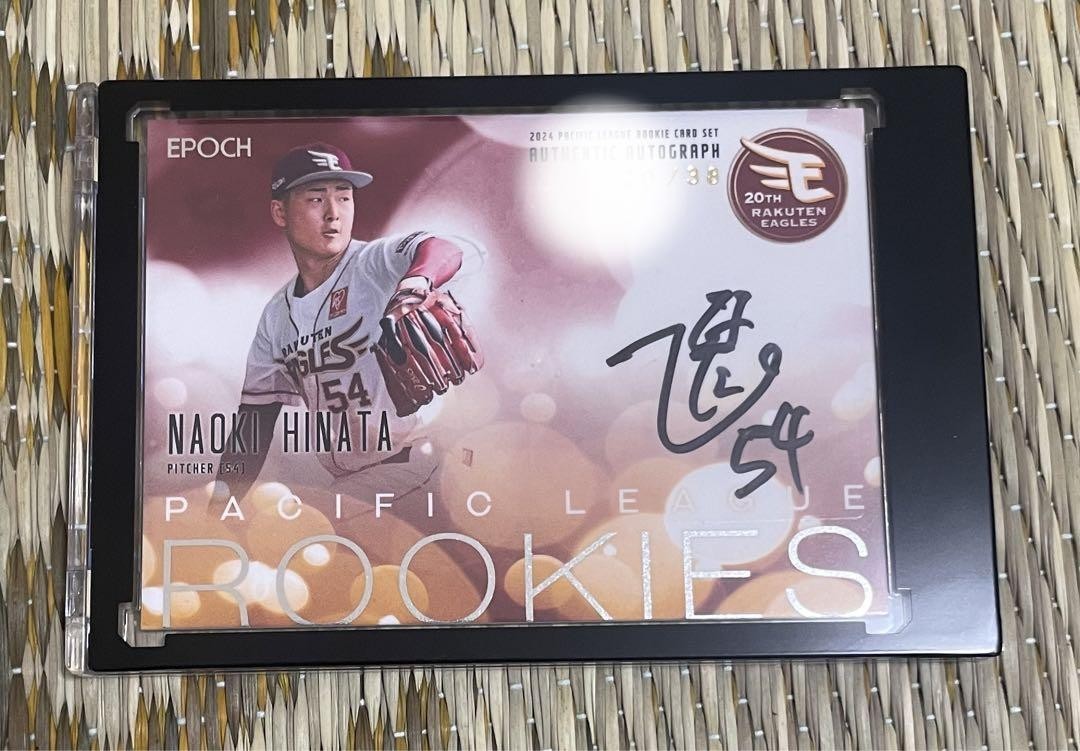 EPOCH
2024 PACIFIC LEAGUE ROOKIE CARD SET
AUTHENTIC AUTOGRAPH
/38
20TH
RAKUTEN
EAGLES
RAKUTEN
EAGLES
54
NAOKI HINATA
PITCHER [54]
54
PACIFIC LEAGUE
ROOKIES